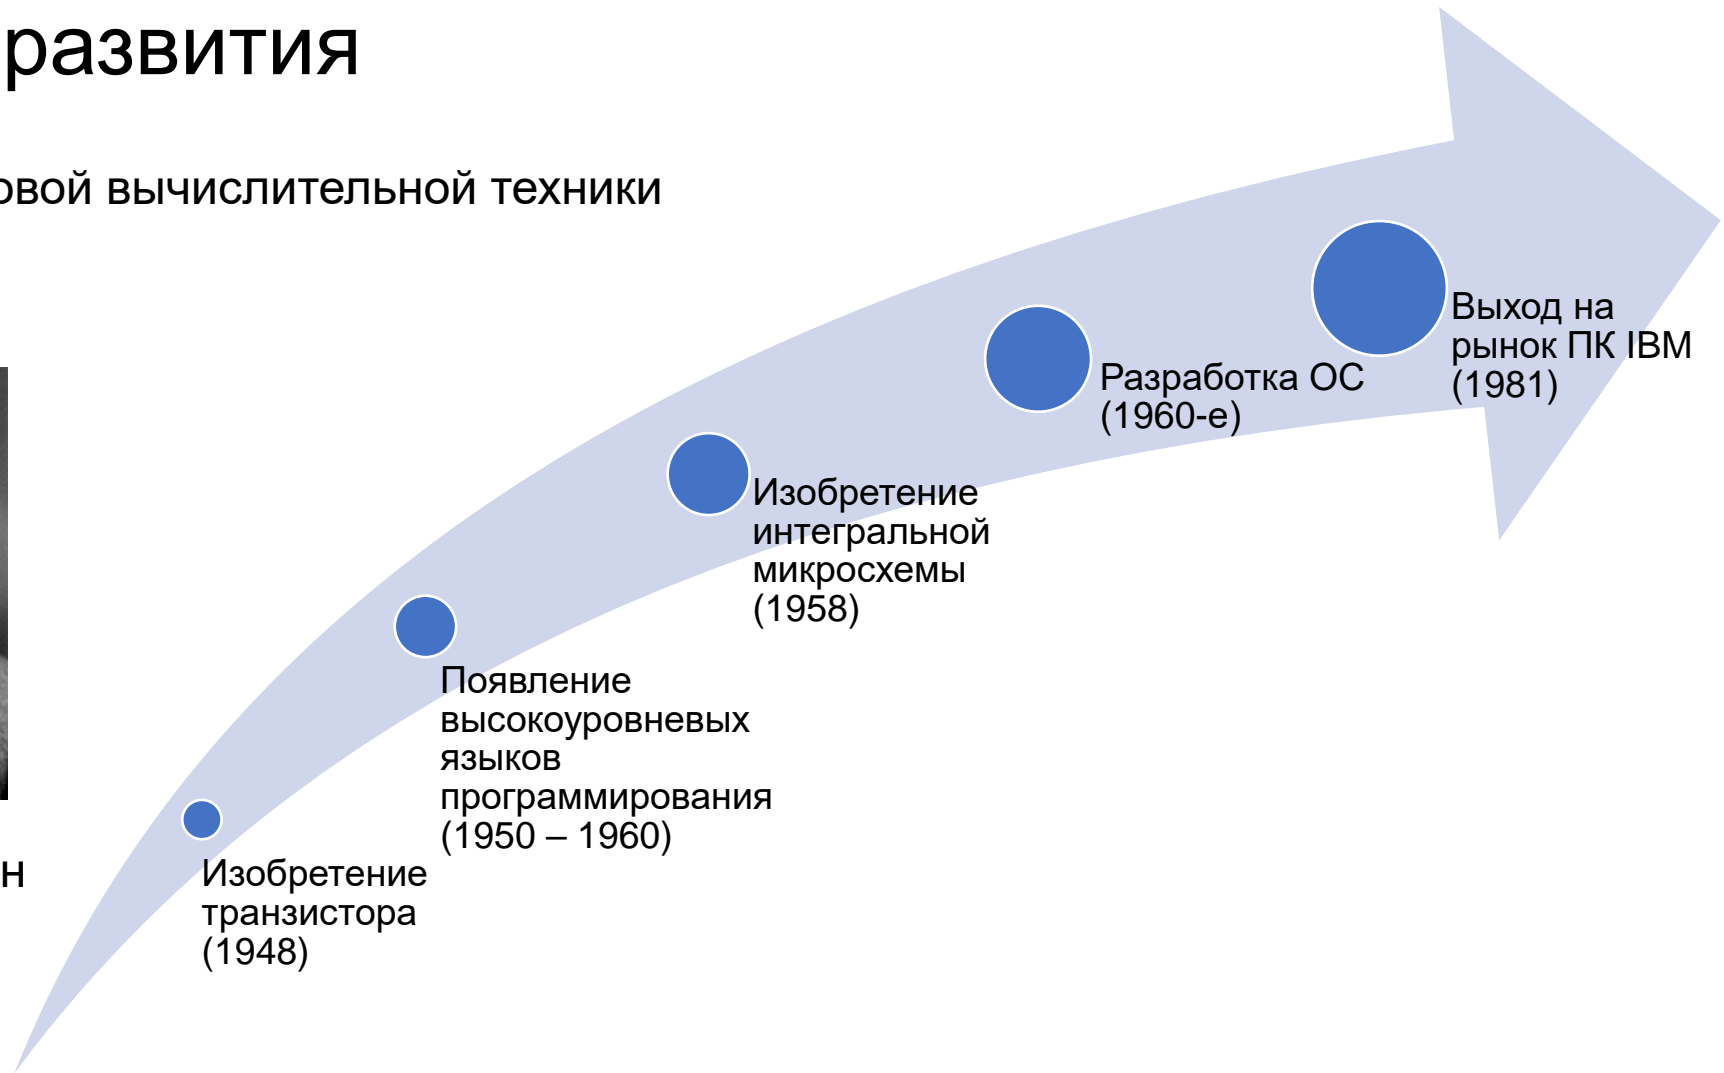 развития
овой вычислительной техники
н
Изобретение
транзистора
(1948)
Появление
высокоуровневых
языков
программирования
(1950 – 1960)
Изобретение
интегральной
микросхемы
(1958)
Разработка ОС
(1960-е)
Выход на
рынок ПК IBM
(1981)